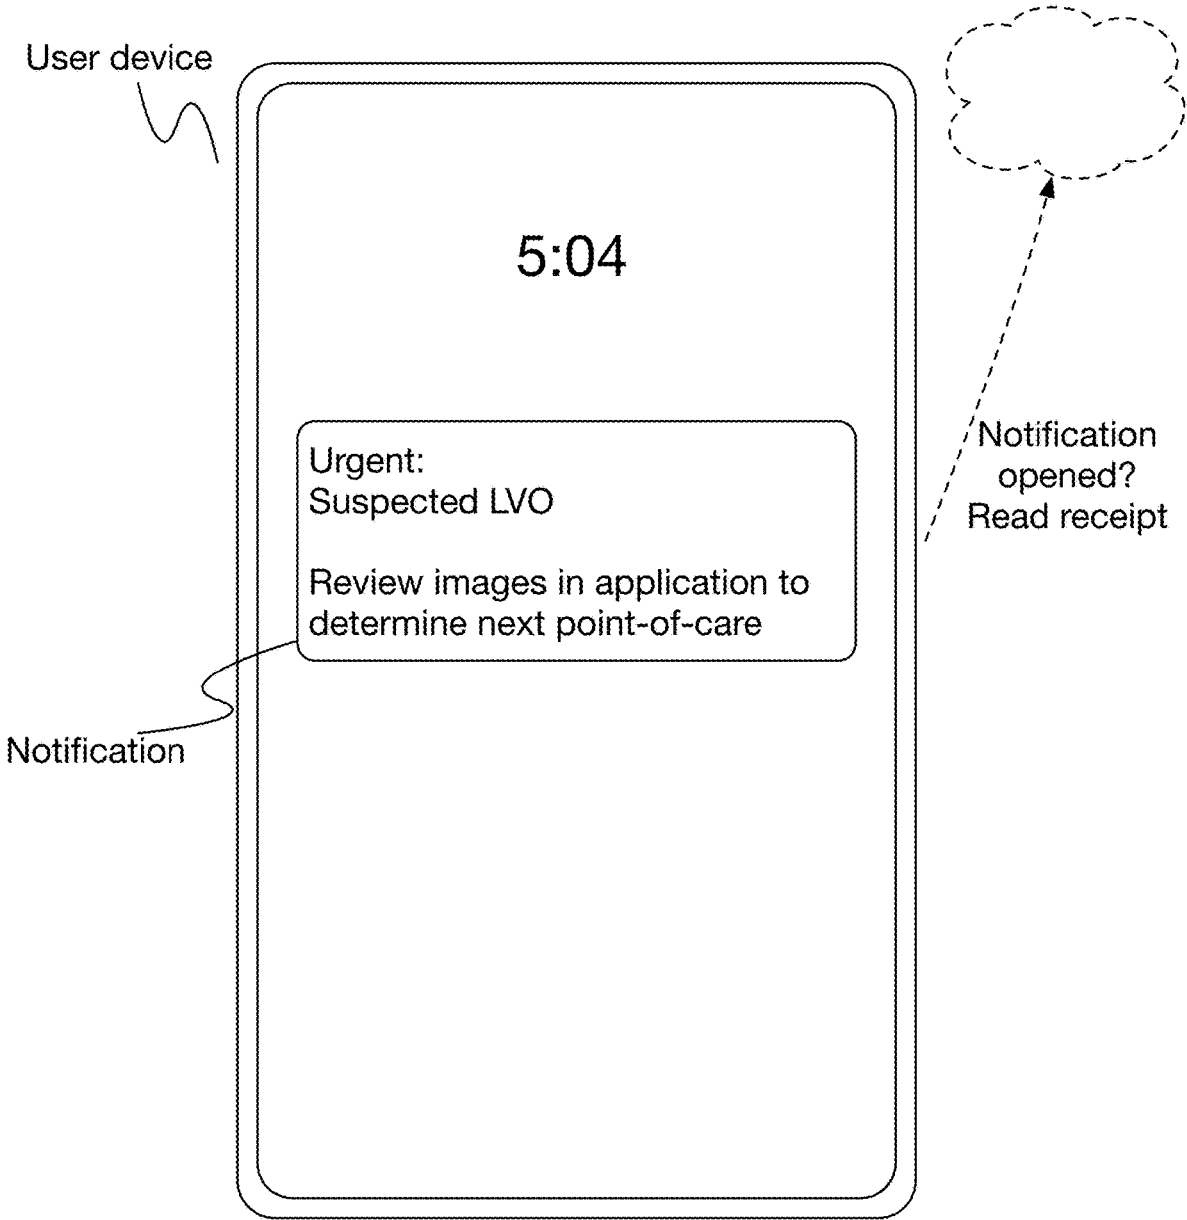 User device
5:04
Urgent:
Suspected LVO
Review images in application to
determine next point-of-care
Notification
opened?
Read receipt
Notification